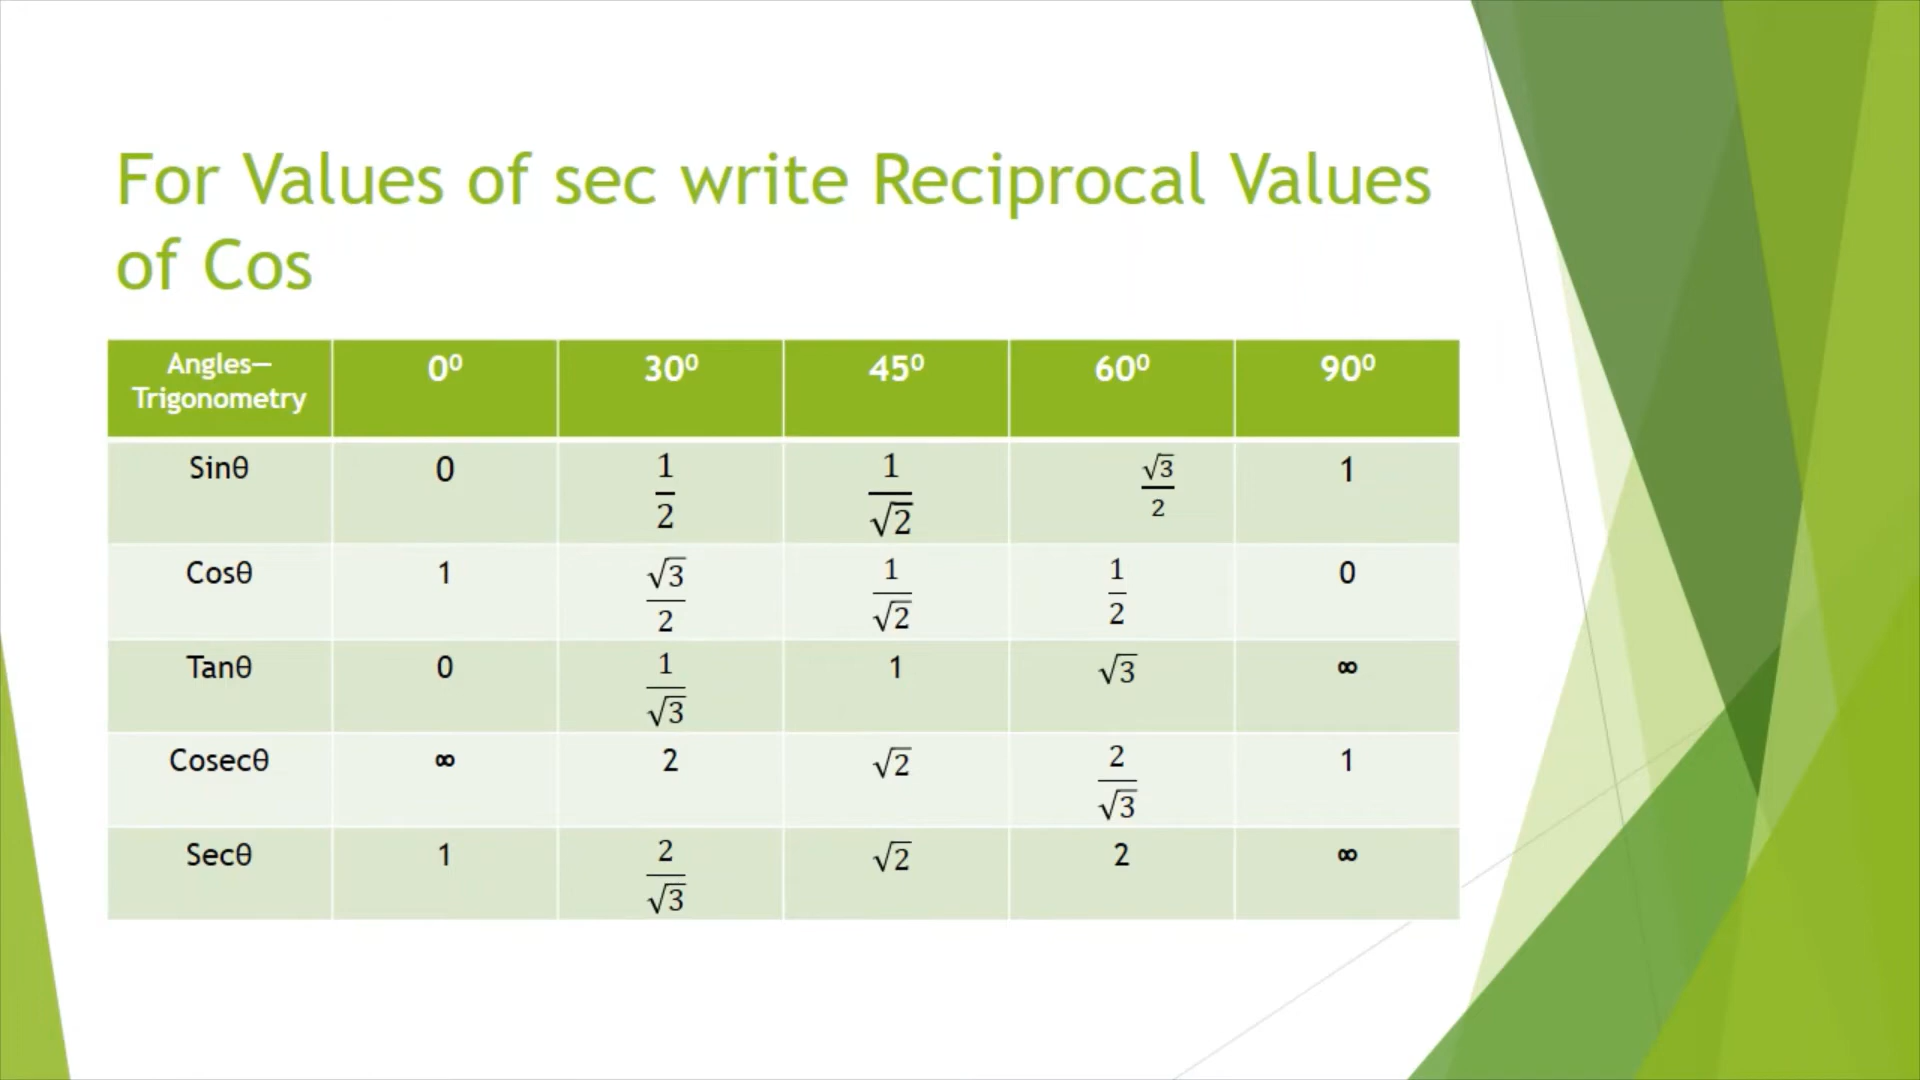 For Values of sec write Reciprocal Values
of Cos
Angles—
Trigonometry 0⁰ 30⁰ 45⁰ 60⁰ 90⁰
Sinθ 0 1/2 1/√2 √3/2 1
Cosθ 1 √3/2 1/√2 1/2 0
Tanθ 0 1/√3 1 √3 ∞
Cosecθ ∞ 2 √2 2/√3 1
Secθ 1 2/√3 √2 2 ∞